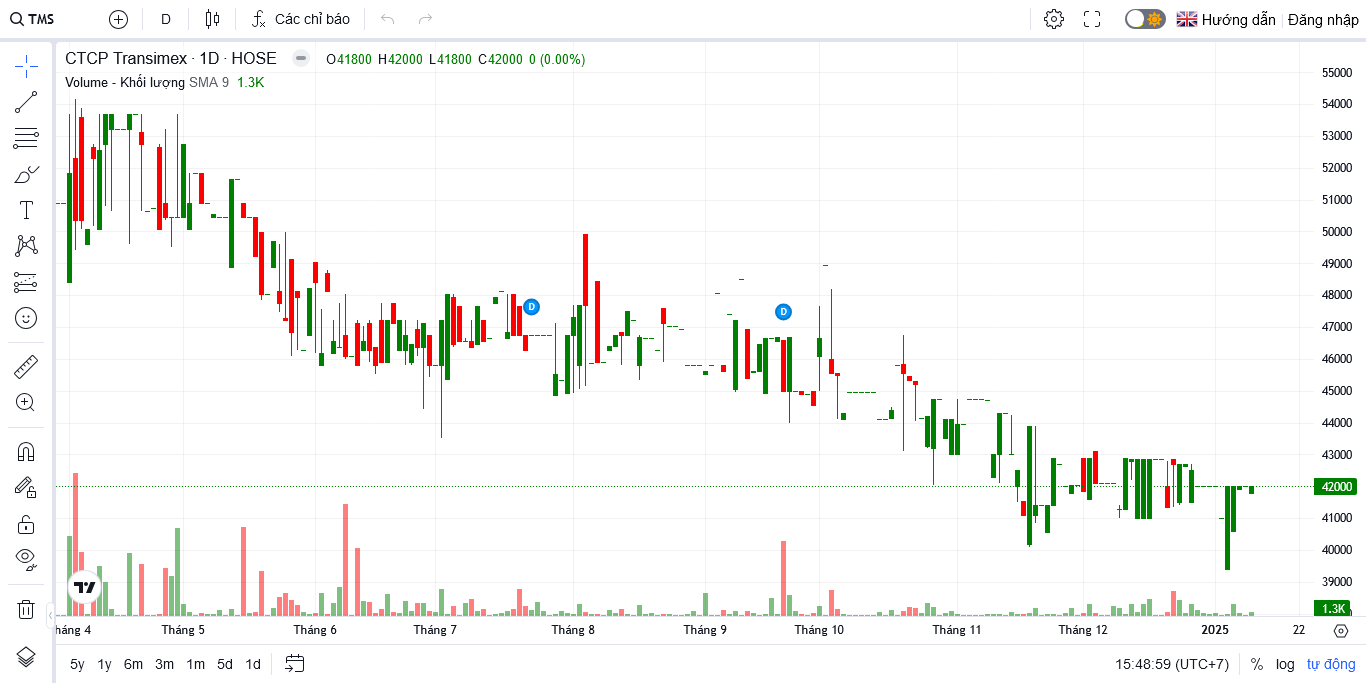 TMS D Các chỉ báo Hướng dẫn Đăng nhập
CTCP Transimex · 1D · HOSE O41800 H42000 L41800 C42000 0 (0.00%)
Volume - Khối lượng SMA 9 1.3K
55000
54000
53000
52000
51000
50000
49000
48000
D
D
47000
46000
45000
44000
43000
42000
41000
40000
39000
1.3K
háng 4 Tháng 5 Tháng 6 Tháng 7 Tháng 8 Tháng 9 Tháng 10 Tháng 11 Tháng 12 2025 22
5y 1y 6m 3m 1m 5d 1d 15:48:59 (UTC+7) % log tự động